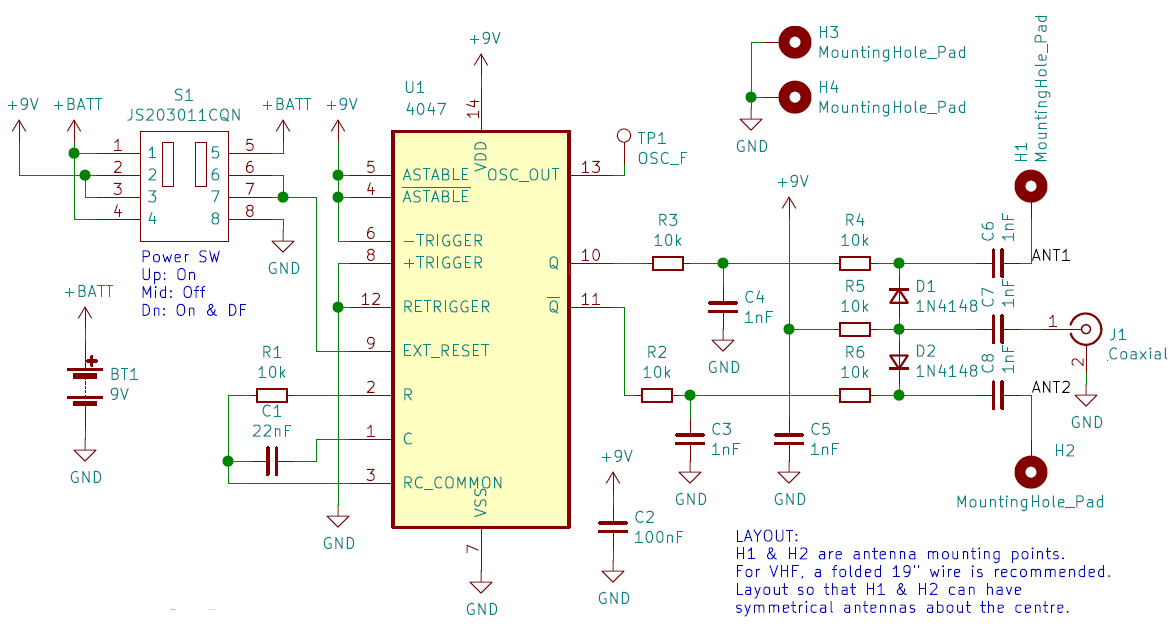 +9V
+BATT
S1
JS203011CQN
+BATT
1
2
3
4
1
2
3
4
5
6
7
8
5
6
7
8
GND
Power SW
Up: On
Mid: Off
Dn: On & DF
+BATT
+
BT1
9V
GND
+9V
+9V
U1
4047
14
VDD
5
ASTABLE
4
ASTABLE
6
−TRIGGER
8
+TRIGGER
12
RETRIGGER
9
EXT_RESET
2
R
1
C
3
RC_COMMON
VSS
7
GND
OSC_OUT
13
Q
10
Q
11
R1
10k
C1
22nF
GND
TP1
OSC_F
H3
MountingHole_Pad
H4
MountingHole_Pad
GND
R3
10k
C4
1nF
GND
R2
10k
C3
1nF
GND
+9V
C5
1nF
GND
R4
10k
R5
10k
R6
10k
D1
1N4148
D2
1N4148
C6
1nF
C7
1nF
C8
1nF
H1
MountingHole_Pad
ANT1
1
J1
Coaxial
2
GND
ANT2
H2
MountingHole_Pad
+9V
C2
100nF
GND
LAYOUT:
H1 & H2 are antenna mounting points.
For VHF, a folded 19" wire is recommended.
Layout so that H1 & H2 can have
symmetrical antennas about the centre.